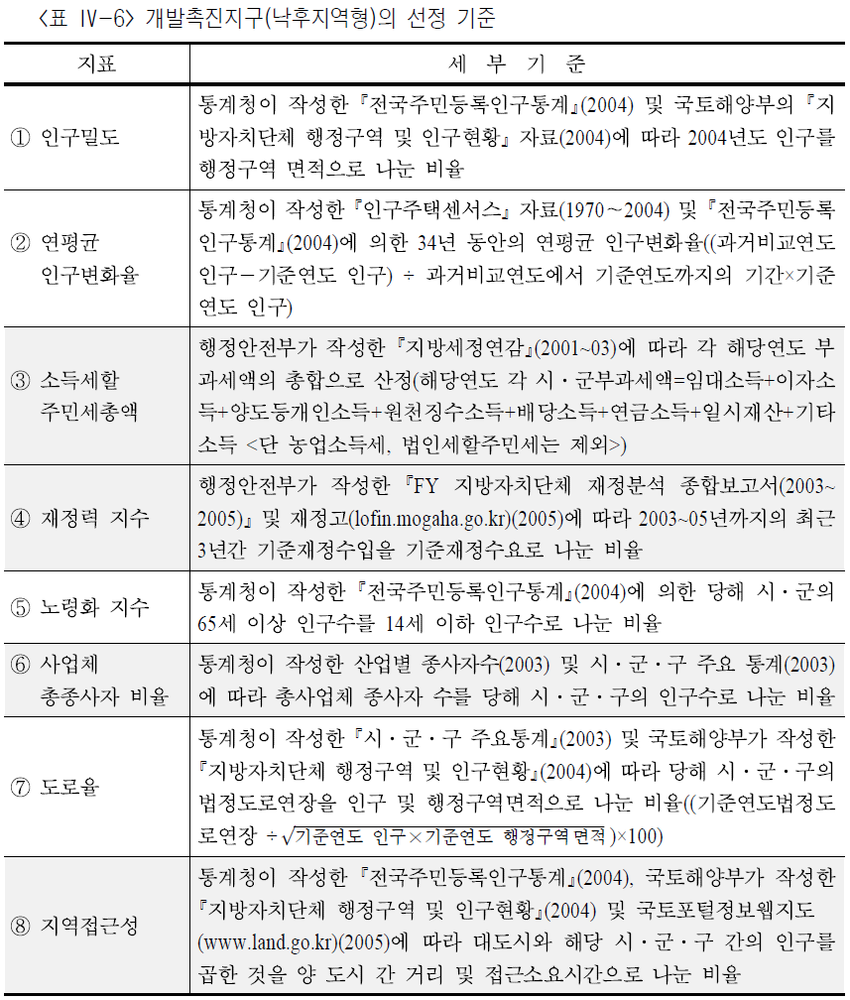 <표 Ⅳ-6> 개발촉진지구(낙후지역형)의 선정 기준
지표
세 부 기 준
① 인구밀도
통계청이 작성한 『전국주민등록인구통계』(2004) 및 국토해양부의 『지
방자치단체 행정구역 및 인구현황』 자료(2004)에 따라 2004년도 인구를
행정구역 면적으로 나눈 비율
② 연평균
인구변화율
통계청이 작성한 『인구주택센서스』 자료(1970～2004) 및 『전국주민등록
인구통계』(2004)에 의한 34년 동안의 연평균 인구변화율((과거비교연도
인구－기준연도 인구) ÷ 과거비교연도에서 기준연도까지의 기간×기준
연도 인구)
③ 소득세할
주민세총액
행정안전부가 작성한 『지방세정연감』(2001~03)에 따라 각 해당연도 부
과세액의 총합으로 산정(해당연도 각 시·군부과세액=임대소득+이자소
득+양도등개인소득+원천징수소득+배당소득+연금소득+일시재산+기타
소득 <단 농업소득세, 법인세할주민세는 제외>)
④ 재정력 지수
행정안전부가 작성한 『FY 지방자치단체 재정분석 종합보고서(2003~
2005)』 및 재정고(lofin.mogaha.go.kr)(2005)에 따라 2003~05년까지의 최근
3년간 기준재정수입을 기준재정수요로 나눈 비율
⑤ 노령화 지수
통계청이 작성한 『전국주민등록인구통계』(2004)에 의한 당해 시·군의
65세 이상 인구수를 14세 이하 인구수로 나눈 비율
⑥ 사업체
총종사자 비율
통계청이 작성한 산업별 종사자수(2003) 및 시·군·구 주요 통계(2003)
에 따라 총사업체 종사자 수를 당해 시·군·구의 인구수로 나눈 비율
⑦ 도로율
통계청이 작성한 『시·군·구 주요통계』(2003) 및 국토해양부가 작성한
『지방자치단체 행정구역 및 인구현황』(2004)에 따라 당해 시·군·구의
법정도로연장을 인구 및 행정구역면적으로 나눈 비율((기준연도법정도
로연장 ÷√기준연도 인구×기준연도 행정구역면적)×100)
⑧ 지역접근성
통계청이 작성한 『전국주민등록인구통계』(2004), 국토해양부가 작성한
『지방자치단체 행정구역 및 인구현황』(2004) 및 국토포털정보웹지도
(www.land.go.kr)(2005)에 따라 대도시와 해당 시·군·구 간의 인구를
곱한 것을 양 도시 간 거리 및 접근소요시간으로 나눈 비율